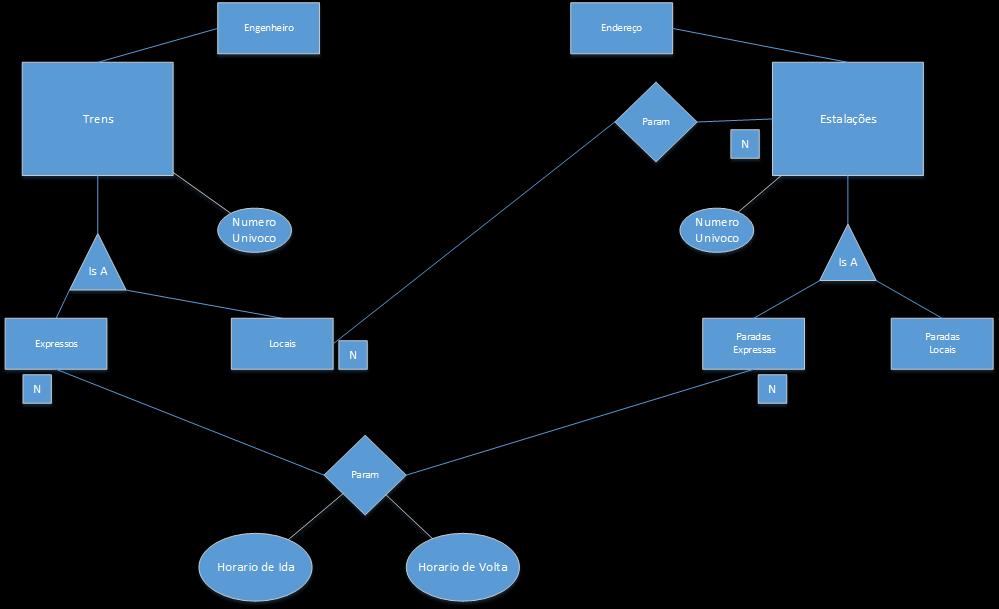 Engenheiro
Endereço
Trens
Param
Estalações
N
Numero
Univoco
Numero
Univoco
Is A
Is A
Expressos
Locais
N
Paradas
Expressas
Paradas
Locais
N
N
Param
Horario de Ida
Horario de Volta